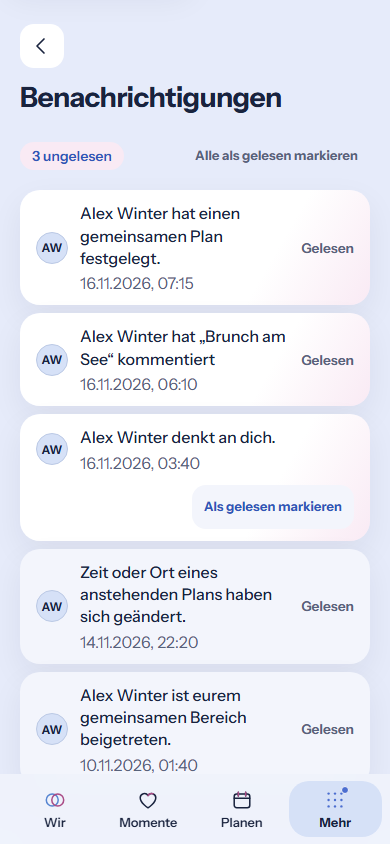 Benachrichtigungen
3 ungelesen
Alle als gelesen markieren
Alex Winter hat einen
gemeinsamen Plan
festgelegt.
AW
Gelesen
16.11.2026, 07:15
Alex Winter hat „Brunch am
See“ kommentiert
AW
Gelesen
16.11.2026, 06:10
AW
Alex Winter denkt an dich.
16.11.2026, 03:40
Als gelesen markieren
Zeit oder Ort eines
anstehenden Plans haben
sich geändert.
AW
Gelesen
14.11.2026, 22:20
Alex Winter ist eurem
gemeinsamen Bereich
beigetreten.
AW
Gelesen
10.11.2026, 01:40
Wir
Momente
Planen
Mehr